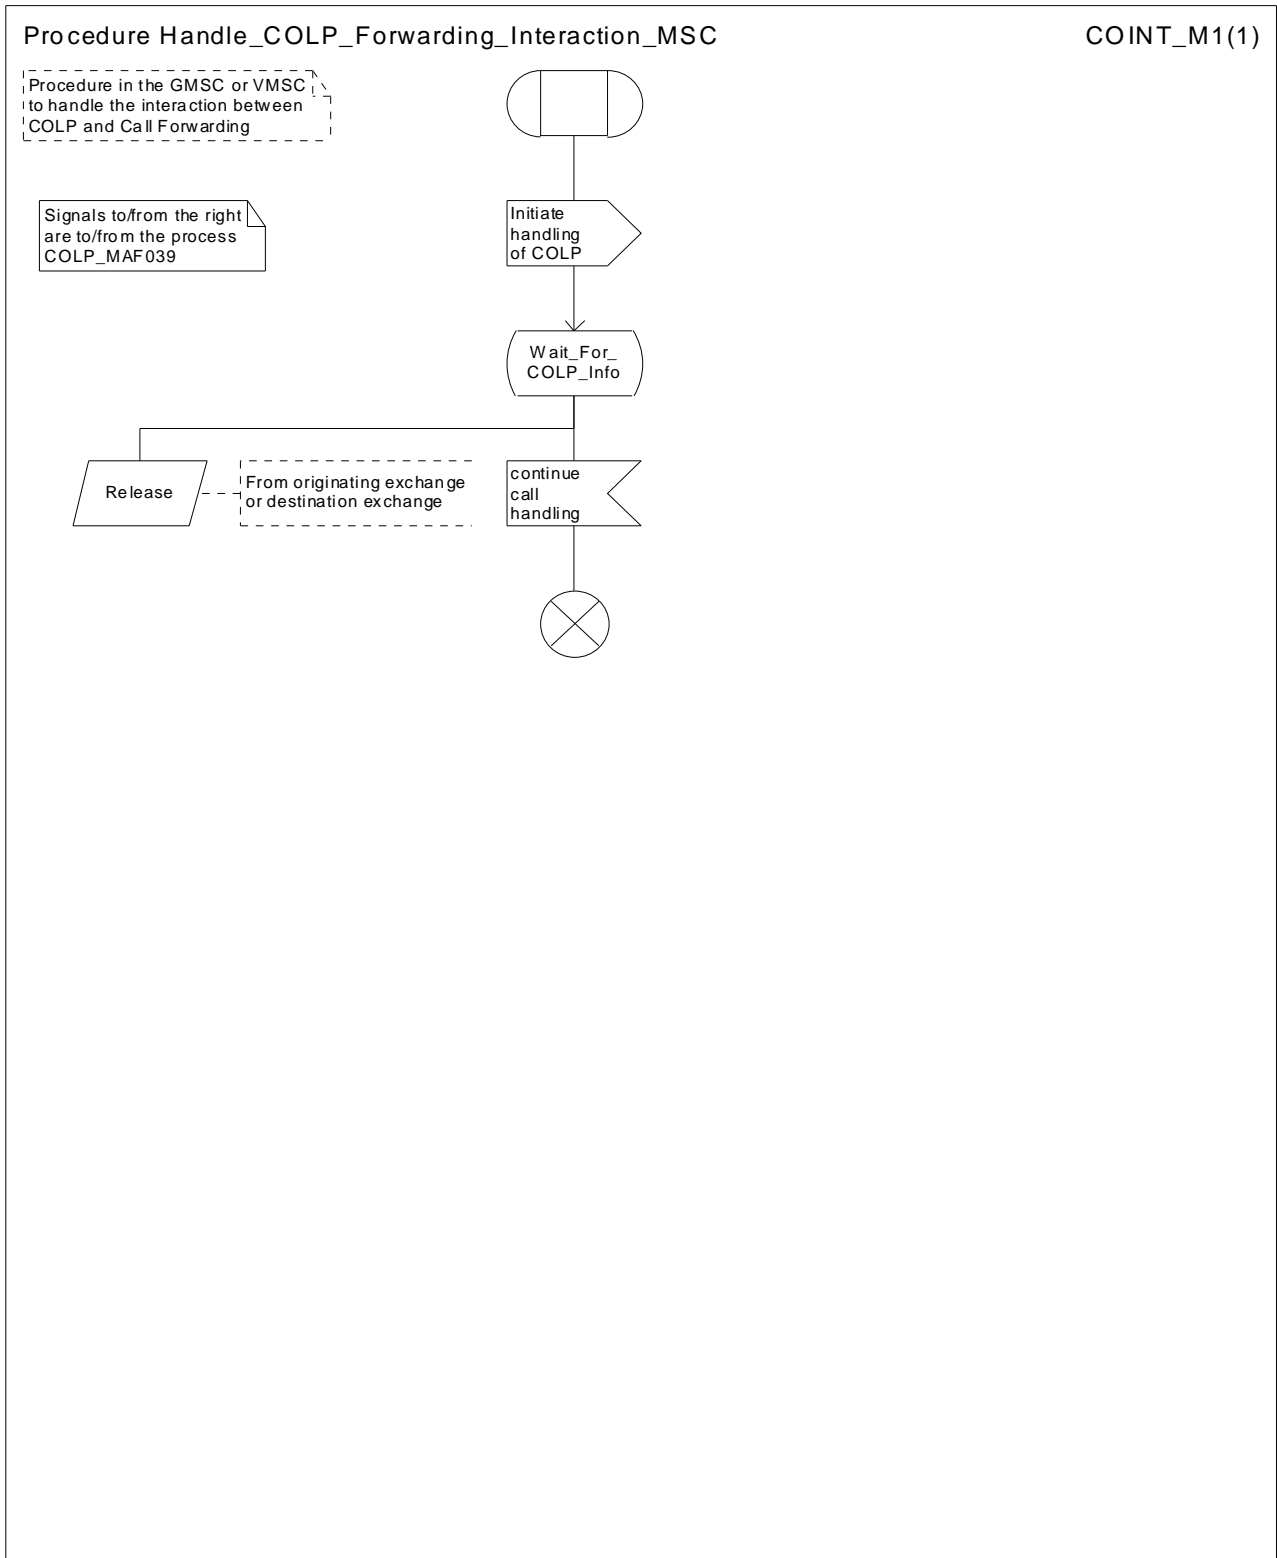 Procedure Handle_COLP_Forwarding_Interaction_MSC
COINT_M1(1)
Procedure in the GMSC or VMSC
to handle the interaction between
COLP and Call Forwarding
Signals to/from the right
are to/from the process
COLP_MAF039
Initiate
handling
of COLP
Wait_For_
COLP_Info
Release
From originating exchange
or destination exchange
continue
call
handling